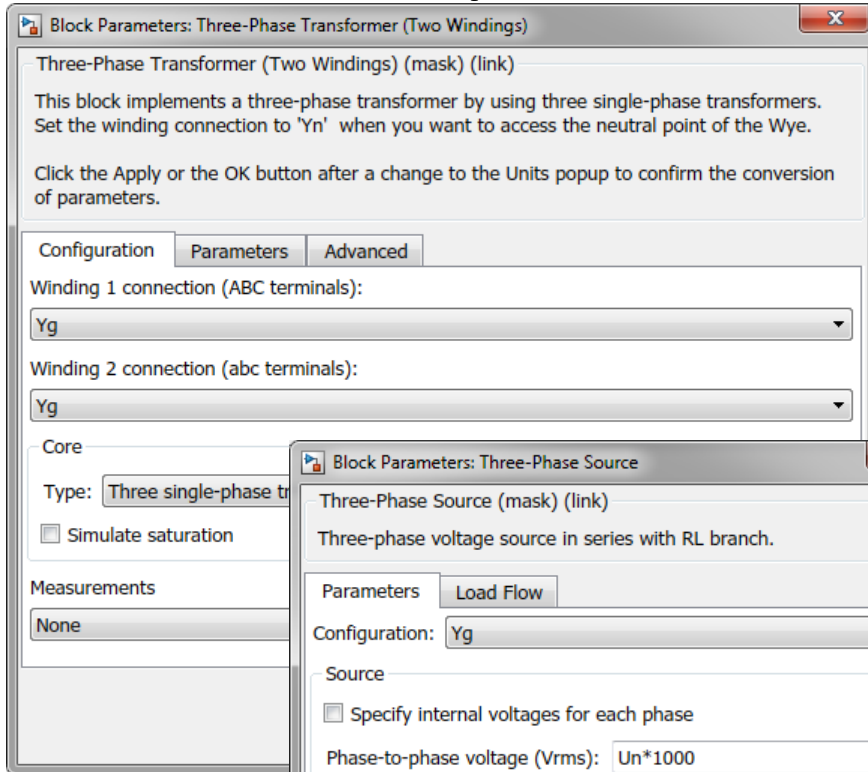 Block Parameters: Three-Phase Transformer (Two Windings)
Three-Phase Transformer (Two Windings) (mask) (link)
This block implements a three-phase transformer by using three single-phase transformers.
Set the winding connection to 'Yn' when you want to access the neutral point of the Wye.
Click the Apply or the OK button after a change to the Units popup to confirm the conversion
of parameters.
Configuration Parameters Advanced
Winding 1 connection (ABC terminals):
Yg
Winding 2 connection (abc terminals):
Yg
Core
Type: Three single-phase tr
Simulate saturation
Measurements
None
Block Parameters: Three-Phase Source
Three-Phase Source (mask) (link)
Three-phase voltage source in series with RL branch.
Parameters Load Flow
Configuration: Yg
Source
Specify internal voltages for each phase
Phase-to-phase voltage (Vrms): Un*1000